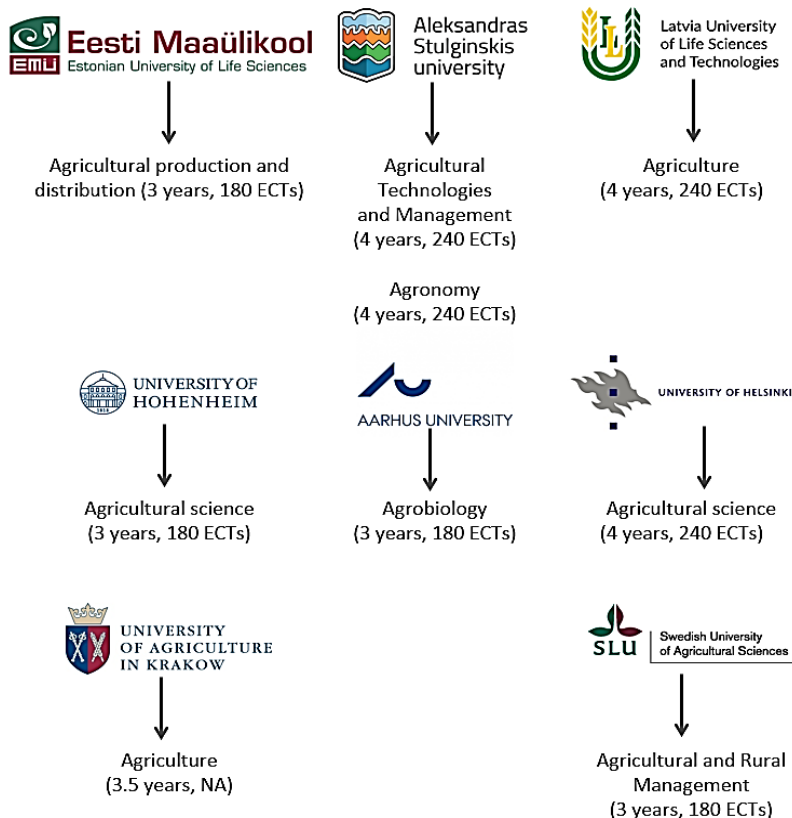 Eesti Maaülikool
EMÜ Estonian University of Life Sciences
Agricultural production and
distribution (3 years, 180 ECTs)
Aleksandras
Stulginskis
university
Agricultural
Technologies
and Management
(4 years, 240 ECTs)
Agronomy
(4 years, 240 ECTs)
Latvia University
of Life Sciences
and Technologies
Agriculture
(4 years, 240 ECTs)
UNIVERSITY OF
HOHENHEIM
Agricultural science
(3 years, 180 ECTs)
AARHUS UNIVERSITY
Agrobiology
(3 years, 180 ECTs)
UNIVERSITY OF HELSINKI
Agricultural science
(4 years, 240 ECTs)
UNIVERSITY
OF AGRICULTURE
IN KRAKOW
Agriculture
(3.5 years, NA)
SLU
Swedish University
of Agricultural Sciences
Agricultural and Rural
Management
(3 years, 180 ECTs)